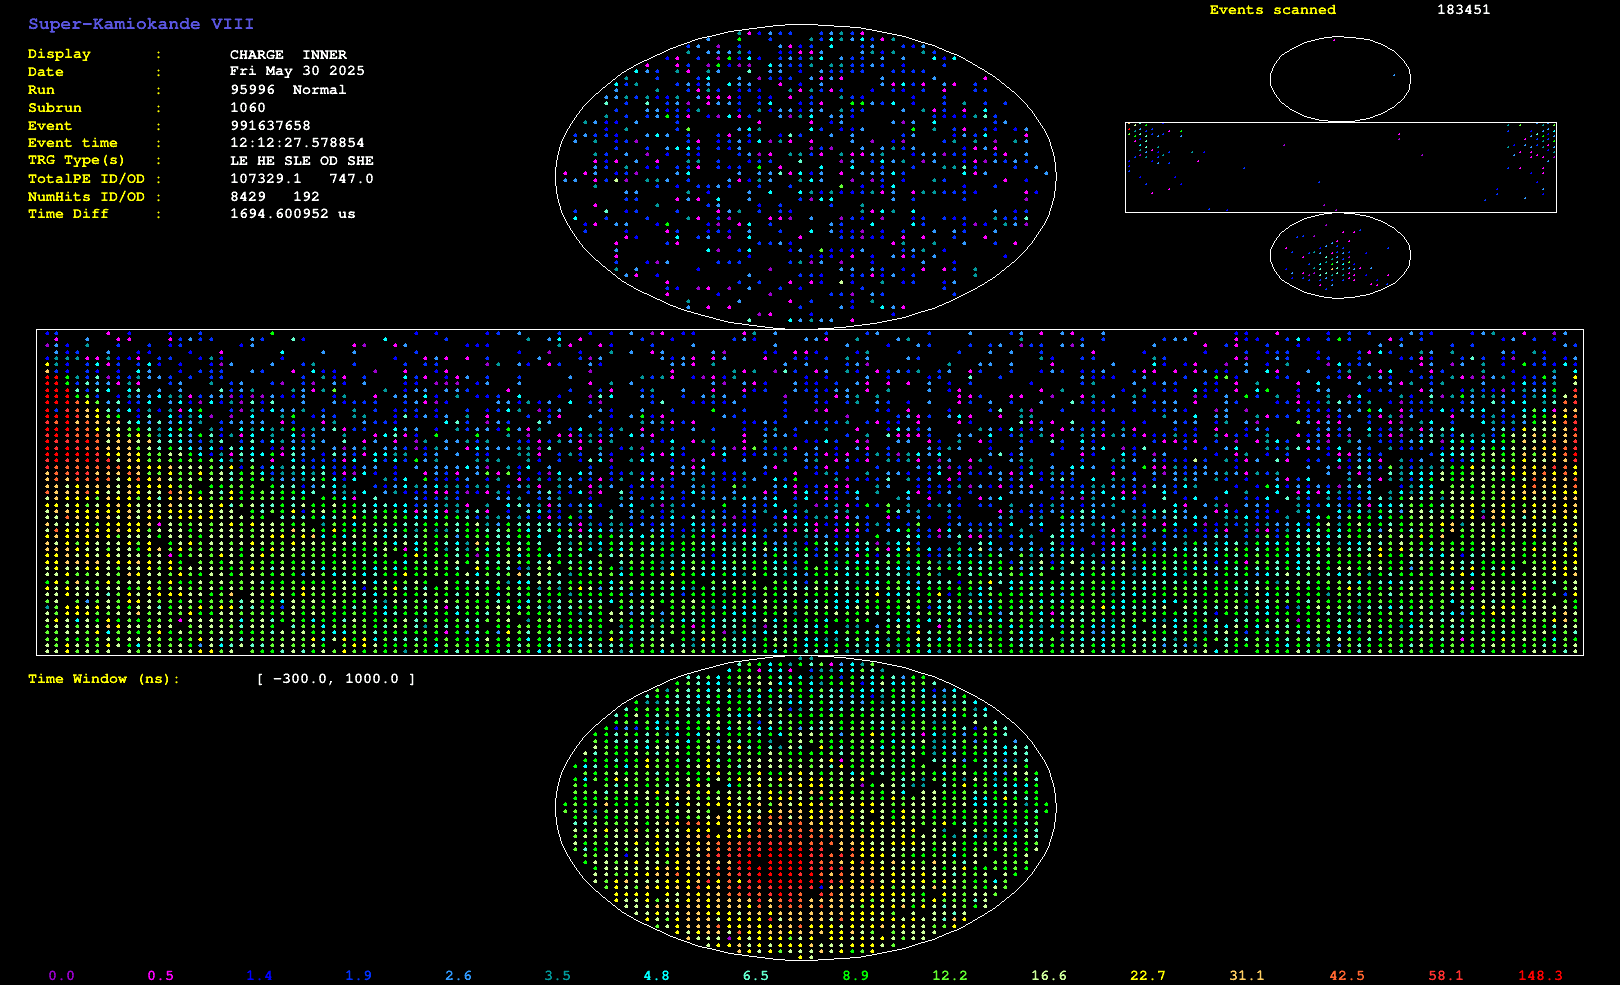 Super-Kamiokande VIII
Events scanned 183451
Display : CHARGE INNER
Date : Fri May 30 2025
Run : 95996 Normal
Subrun : 1060
Event : 991637658
Event time : 12:12:27.578854
TRG Type(s) : LE HE SLE OD SHE
TotalPE ID/OD : 107329.1 747.0
NumHits ID/OD : 8429 192
Time Diff : 1694.600952 us
Time Window (ns): [ -300.0, 1000.0 ]
0.0 0.5 1.4 1.9 2.6 3.5 4.8 6.5 8.9 12.2 16.6 22.7 31.1 42.5 58.1 148.3